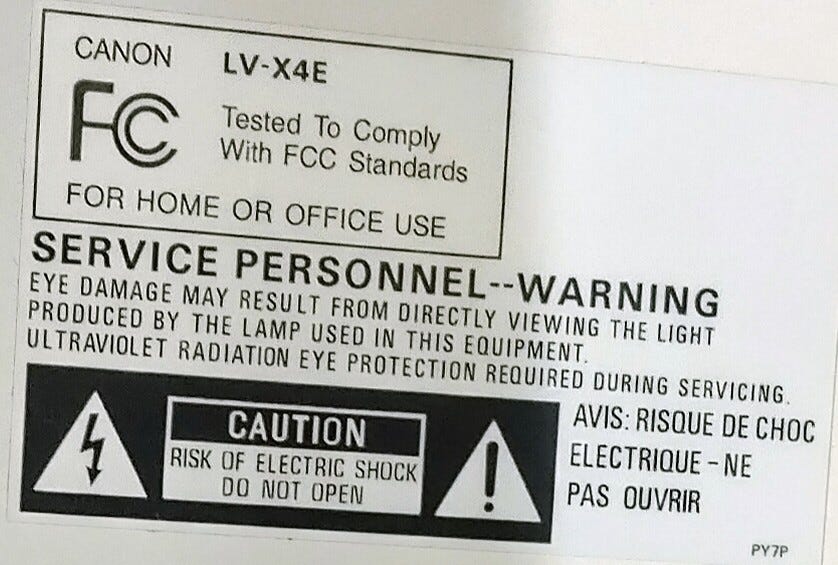 CANON LV-X4E
FC Tested To Comply
With FCC Standards
FOR HOME OR OFFICE USE
SERVICE PERSONNEL--WARNING
EYE DAMAGE MAY RESULT FROM DIRECTLY VIEWING THE LIGHT
PRODUCED BY THE LAMP USED IN THIS EQUIPMENT.
ULTRAVIOLET RADIATION EYE PROTECTION REQUIRED DURING SERVICING.
CAUTION
RISK OF ELECTRIC SHOCK
DO NOT OPEN
AVIS: RISQUE DE CHOC
ELECTRIQUE - NE
PAS OUVRIR
PY7P